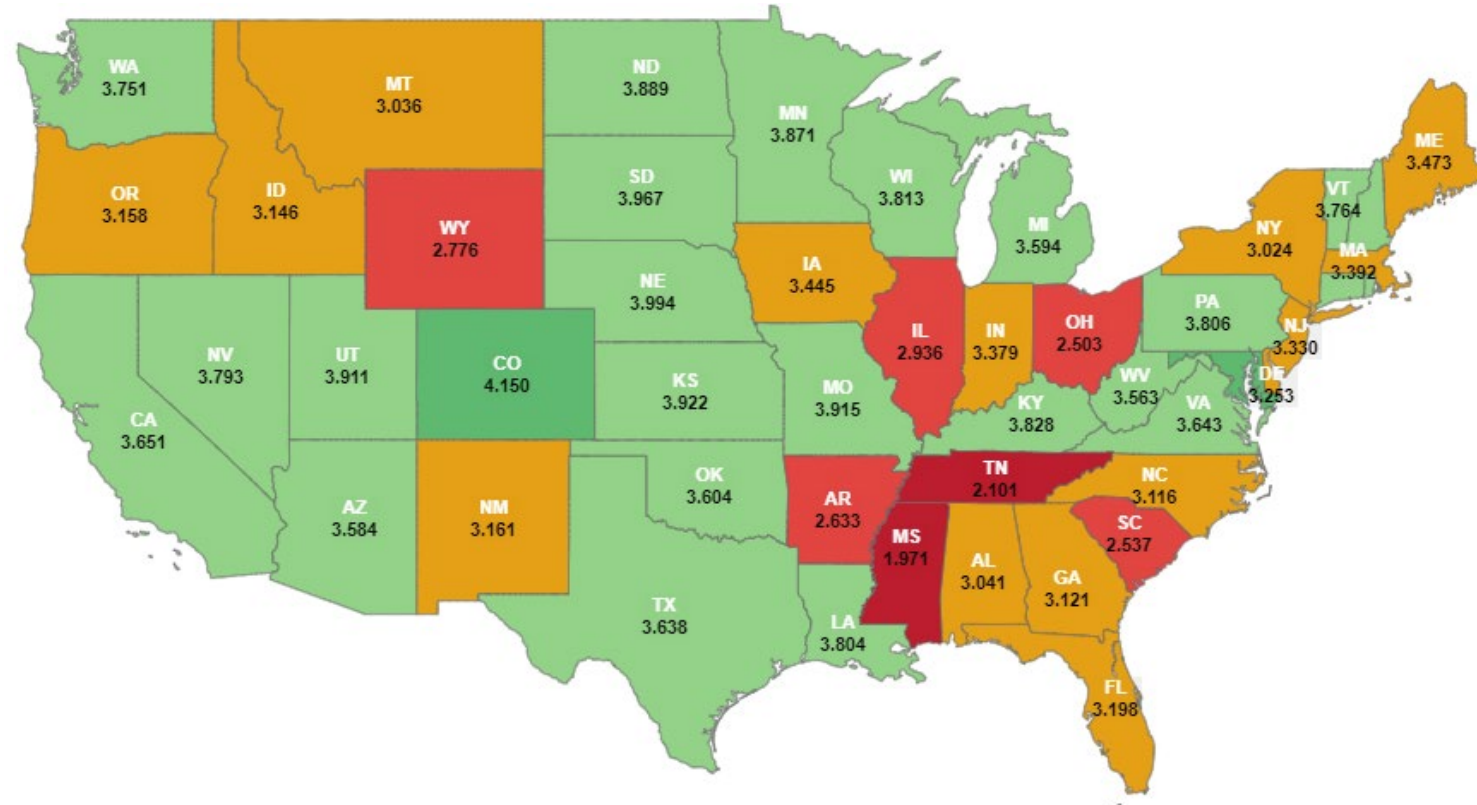 WA
3.751
MT
3.036
ND
3.889
MN
3.871
ME
3.473
OR
3.158
ID
3.146
WY
2.776
SD
3.967
WI
3.813
MI
3.594
VT
3.764
NY
3.024
MA
3.392
IA
3.445
NE
3.994
PA
3.806
NJ
3.330
IL
2.936
IN
3.379
OH
2.503
NV
3.793
UT
3.911
CO
4.150
KS
3.922
MO
3.915
WV
3.563
DE
3.253
CA
3.651
KY
3.828
VA
3.643
AZ
3.584
NM
3.161
OK
3.604
AR
2.633
TN
2.101
NC
3.116
MS
1.971
AL
3.041
GA
3.121
SC
2.537
TX
3.638
LA
3.804
FL
3.198